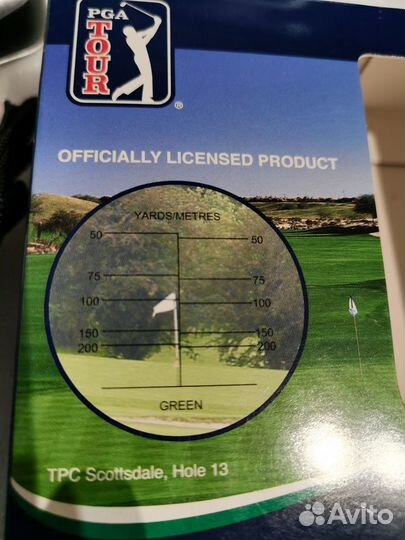 PGA
TOUR
®
OFFICIALLY LICENSED PRODUCT
YARDS/METRES
50 50
75 75
100 100
150 150
200 200
GREEN
TPC Scottsdale, Hole 13
Avito